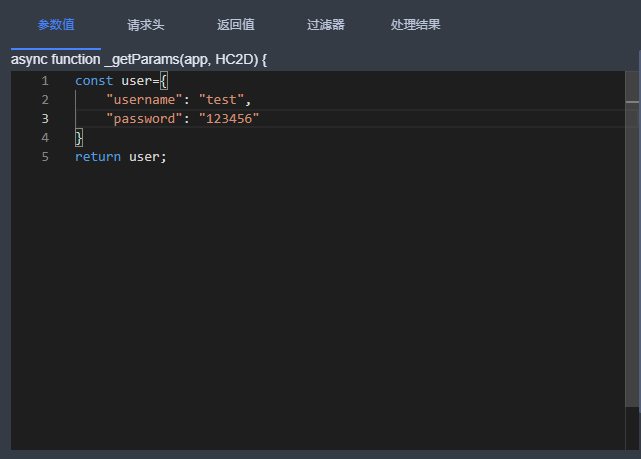 参数值 请求头 返回值 过滤器 处理结果
async function _getParams(app, HC2D) {
1 const user={
2 "username": "test",
3 "password": "123456"
4 }
5 return user;